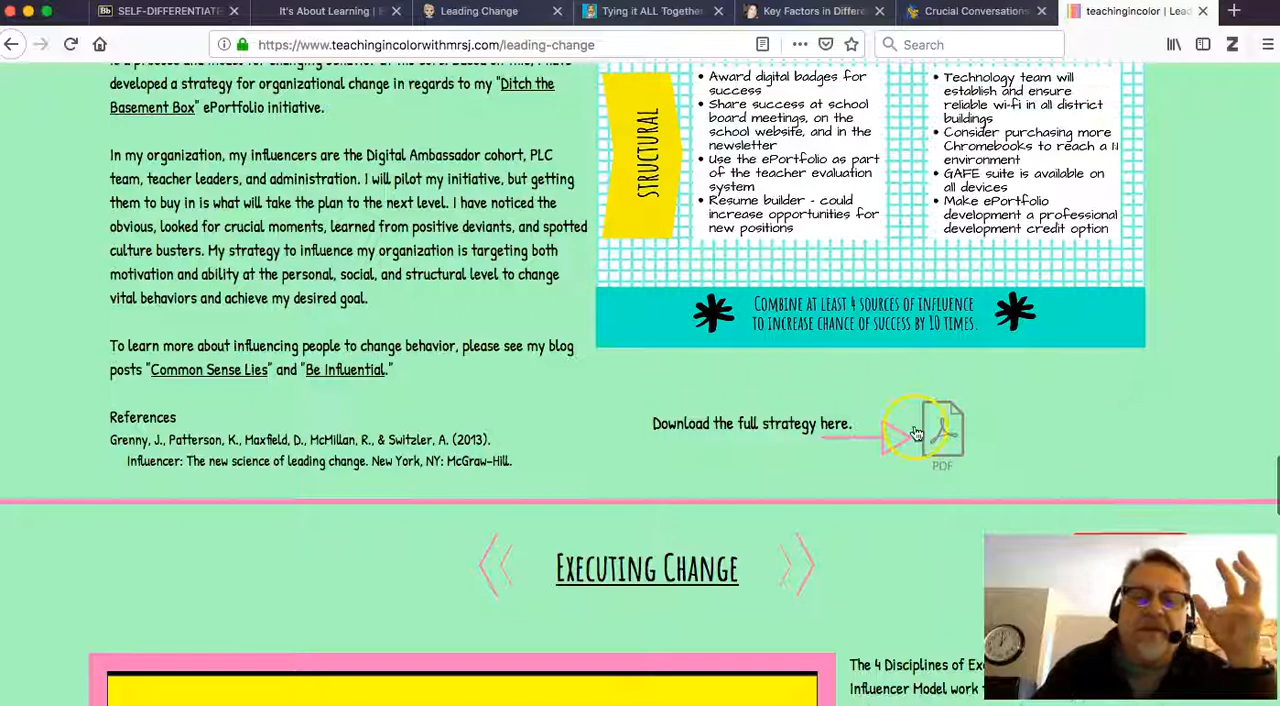 SELF-DIFFERENTIATE
It's About Learning | E
Leading Change
Tying it ALL Togethe
Key Factors in Differe
Crucial Conversations
teachingincolor | Lead
https://www.teachingincolorwithmrsj.com/leading-change
Search
developed a strategy for organizational change in regards to my "Ditch the
Basement Box" ePortfolio initiative.
In my organization, my influencers are the Digital Ambassador cohort, PLC
team, teacher leaders, and administration. I will pilot my initiative, but getting
them to buy in is what will take the plan to the next level. I have noticed the
obvious, looked for crucial moments, learned from positive deviants, and spotted
culture busters. My strategy to influence my organization is targeting both
motivation and ability at the personal, social, and structural level to change
vital behaviors and achieve my desired goal.
To learn more about influencing people to change behavior, please see my blog
posts "Common Sense Lies" and "Be Influential."
References
Grenny, J., Patterson, K., Maxfield, D., McMillan, R., & Switzler, A. (2013).
Influencer: The new science of leading change. New York, NY: McGraw-Hill.
STRUCTURAL
• Award digital badges for
success
• Share success at school
board meetings, on the
school website, and in the
newsletter
• Use the ePortfolio as part
of the teacher evaluation
system
• Resume builder - could
increase opportunities for
new positions
• Technology team will
establish and ensure
reliable wi-fi in all district
buildings
• Consider purchasing more
Chromebooks to reach a 1:1
environment
• GAFE suite is available on
all devices
• Make ePortfolio
development a professional
development credit option
COMBINE AT LEAST 4 SOURCES OF INFLUENCE
TO INCREASE CHANCE OF SUCCESS BY 10 TIMES.
Download the full strategy here.
PDF
EXECUTING CHANGE
The 4 Disciplines of Ex
Influencer Model work